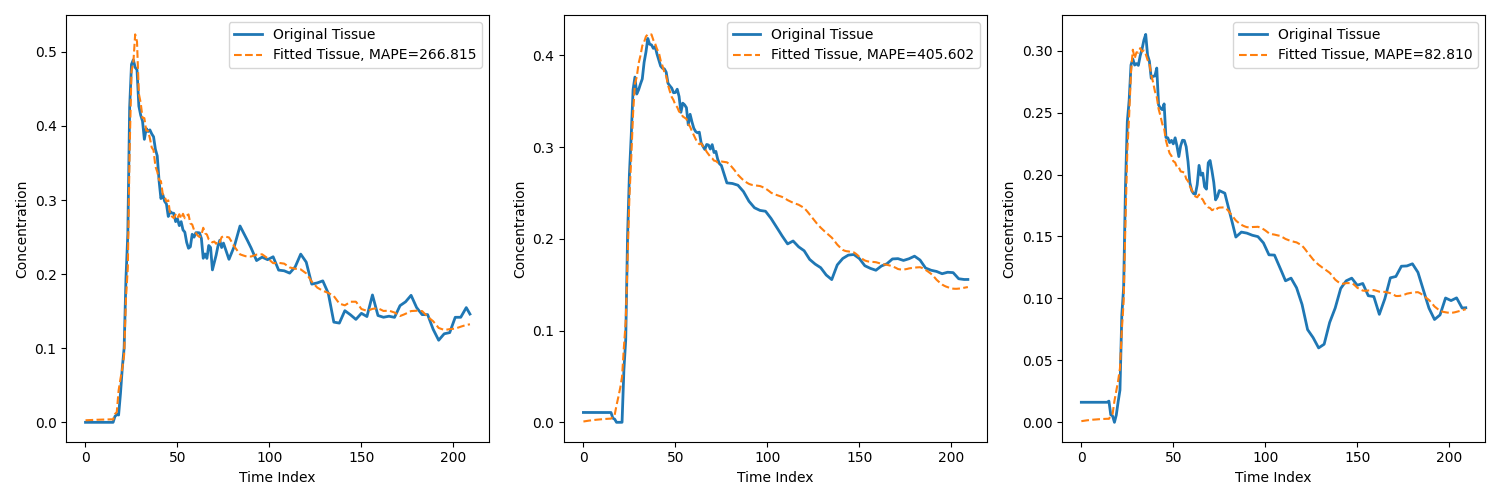 Original Tissue
Fitted Tissue, MAPE=266.815
0.5
0.4
0.3
0.2
0.1
0.0
Concentration
0 50 100 150 200
Time Index
Original Tissue
Fitted Tissue, MAPE=405.602
0.4
0.3
0.2
0.1
0.0
Concentration
0 50 100 150 200
Time Index
Original Tissue
Fitted Tissue, MAPE=82.810
0.30
0.25
0.20
0.15
0.10
0.05
0.00
Concentration
0 50 100 150 200
Time Index